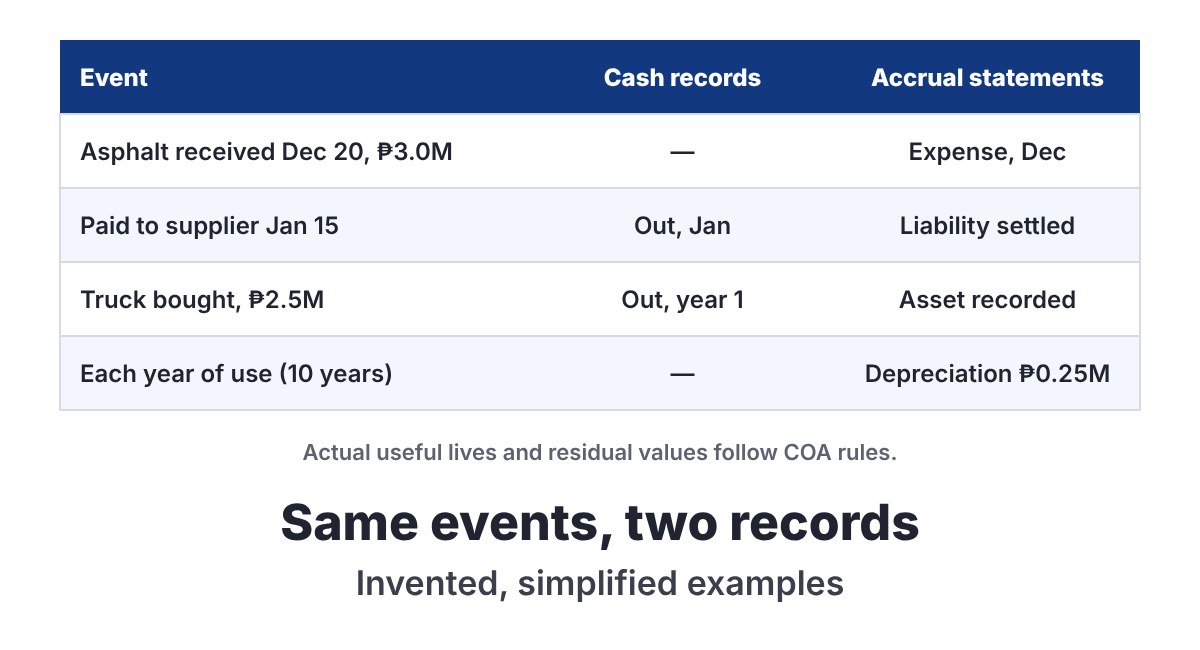 Event Cash records Accrual statements
Asphalt received Dec 20, ₱3.0M — Expense, Dec
Paid to supplier Jan 15 Out, Jan Liability settled
Truck bought, ₱2.5M Out, year 1 Asset recorded
Each year of use (10 years) — Depreciation ₱0.25M
Actual useful lives and residual values follow COA rules.
Same events, two records
Invented, simplified examples